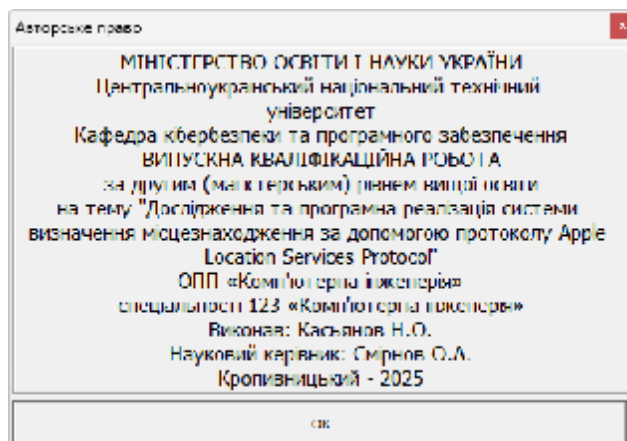 Авторське право
МІНІСТЕРСТВО ОСВІТИ І НАУКИ УКРАЇНИ
Центральноукраїнський національний технічний
університет
Кафедра кібербезпеки та програмного забезпечення
ВИПУСКНА КВАЛІФІКАЦІЙНА РОБОТА
за другим (магістерським) рівнем вищої освіти
на тему "Дослідження та програмна реалізація системи
визначення місцезнаходження за допомогою протоколу Apple
Location Services Protocol"
ОПП «Комп'ютерна інженерія»
спеціальності 123 «Комп'ютерна інженерія»
Виконав: Касьянов Н.О.
Науковий керівник: Смірнов О.А.
Кропивницький - 2025
ОК